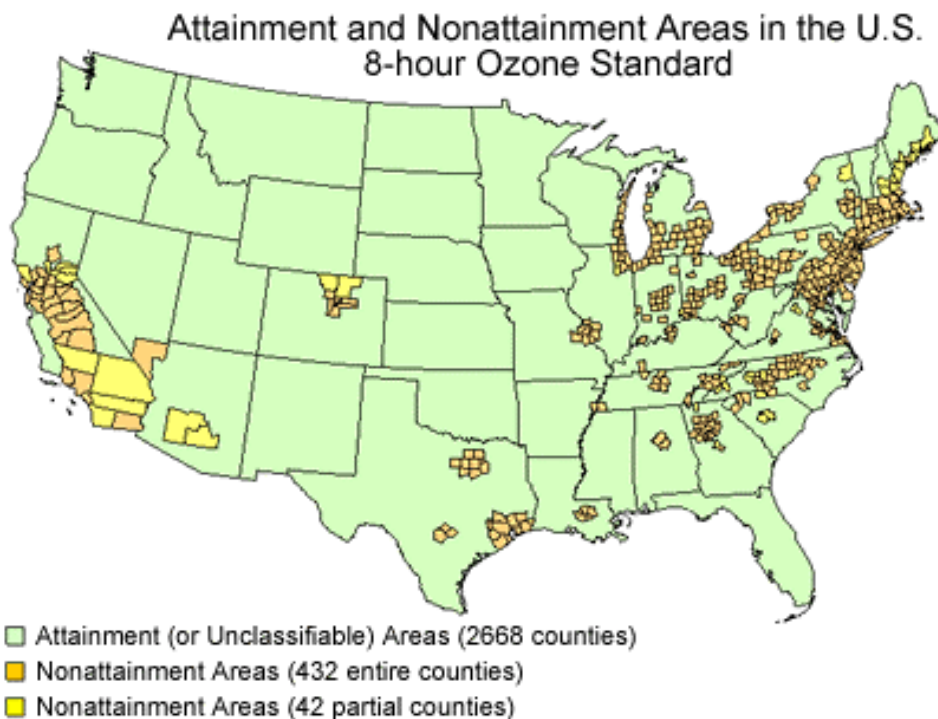 Attainment and Nonattainment Areas in the U.S.
8-hour Ozone Standard
Attainment (or Unclassifiable) Areas (2668 counties)
Nonattainment Areas (432 entire counties)
Nonattainment Areas (42 partial counties)